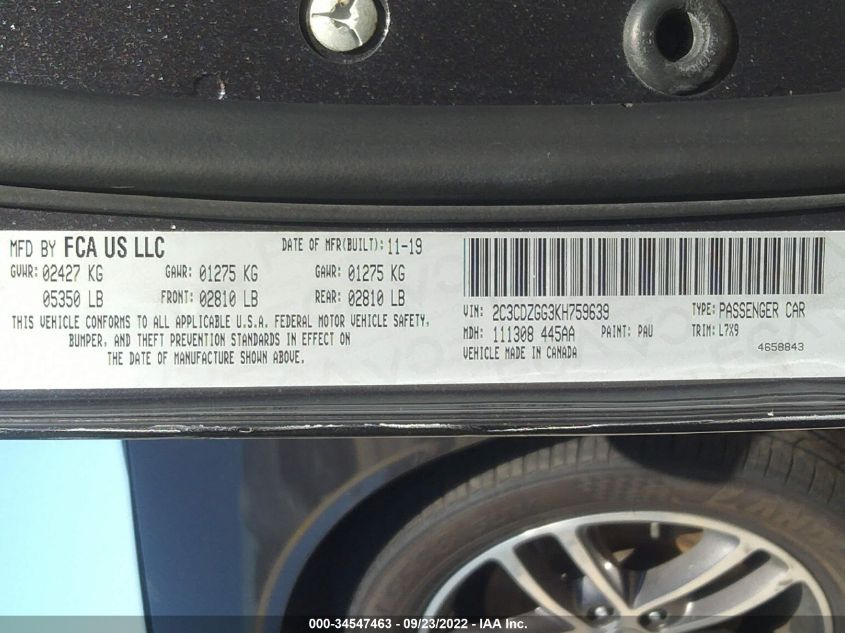 MFD BY FCA US LLC DATE OF MFR(BUILT): 11-19
GVWR: 02427 KG GAWR: 01275 KG GAWR: 01275 KG
05350 LB FRONT: 02810 LB REAR: 02810 LB
THIS VEHICLE CONFORMS TO ALL APPLICABLE U.S.A. FEDERAL MOTOR VEHICLE SAFETY,
BUMPER, AND THEFT PREVENTION STANDARDS IN EFFECT ON
THE DATE OF MANUFACTURE SHOWN ABOVE.
VIN: 2C3CDZGG3KH759639 TYPE: PASSENGER CAR
MDH: 111308 445AA PAINT: PAU TRIM: L7X9
VEHICLE MADE IN CANADA 4658843
000-34547463 - 09/23/2022 - IAA Inc.